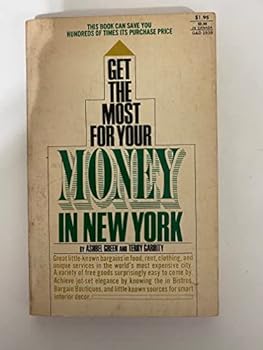 THIS BOOK CAN SAVE YOU
HUNDREDS OF TIMES ITS PURCHASE PRICE
$1.95
IN CANADA
GET
THE
MOST
FOR YOUR
MONEY
IN NEW YORK
BY ASHBEL GREEN AND TERRY GARRITY
Great little-known bargains in food, rent, clothing, and
unique services in the world's most expensive city
A variety of free goods surprisingly easy to come by.
Achieve jet-set elegance by knowing the in Bistros,
Bargain Boutiques, and little known sources for smart
interior decor